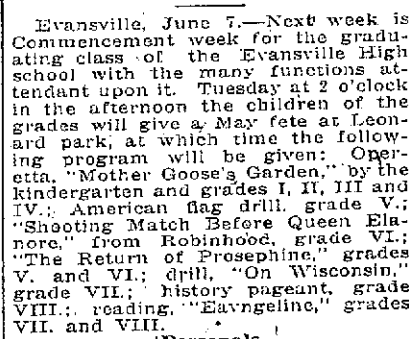 Evansville, June 7.—Next week is
Commencement week for the gradu-
ating class of the Evansville High
school with the many functions at-
tendant upon it. Tuesday at 2 o'clock
in the afternoon the children of the
grades will give a May fete at Leon-
ard park, at which time the follow-
ing program will be given: Oper-
etta, "Mother Goose's Garden," by the
kindergarten and grades I, II, III and
IV.; American flag drill, grade V.;
"Shooting Match Before Queen Ela-
nore," from Robinhood, grade VI.;
"The Return of Prosephine," grades
V. and VI.; drill, "On Wisconsin,"
grade VII.; history pageant, grade
VIII.; reading, "Eavngeline," grades
VII. and VIII.